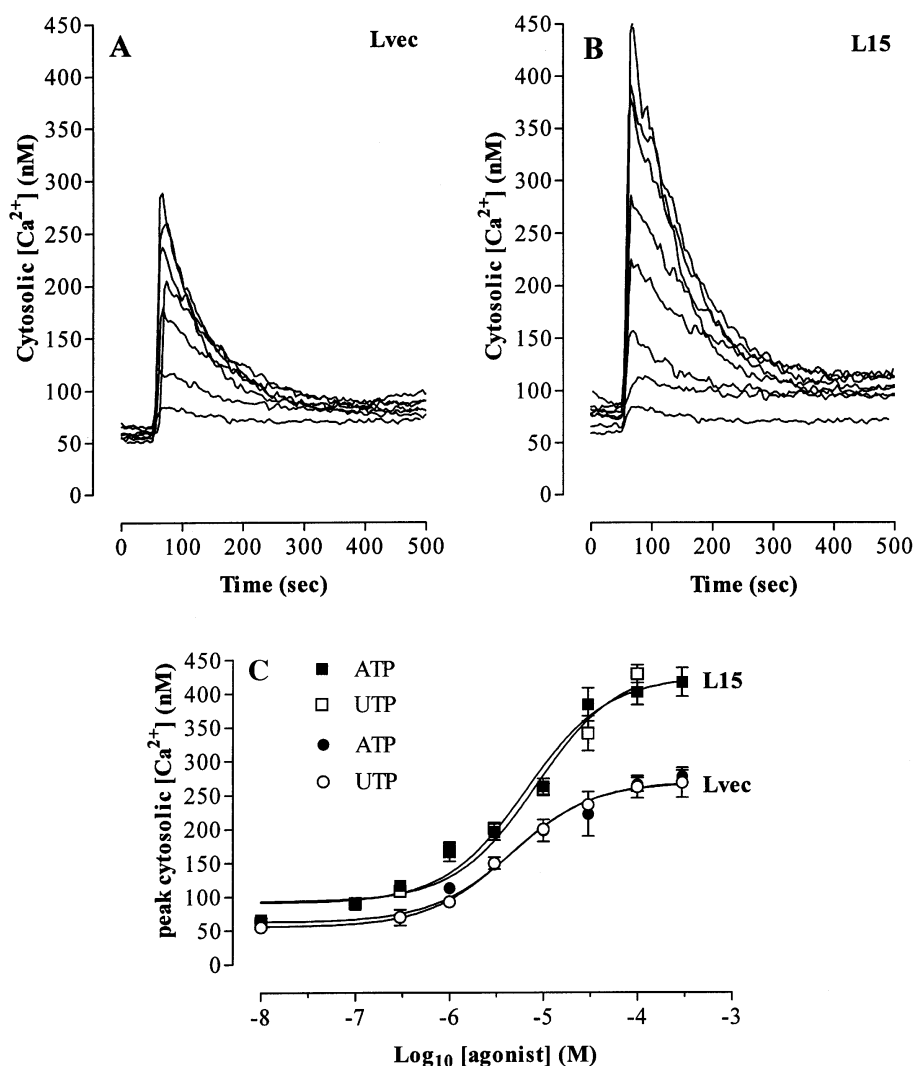 A
Lvec
Cytosolic [Ca2+] (nM)
450
400
350
300
250
200
150
100
50
0
0 100 200 300 400 500
Time (sec)
B
L15
Cytosolic [Ca2+] (nM)
450
400
350
300
250
200
150
100
50
0
0 100 200 300 400 500
Time (sec)
C
peak cytosolic [Ca2+] (nM)
450
400
350
300
250
200
150
100
50
0
ATP
UTP
ATP
UTP
L15
Lvec
-8 -7 -6 -5 -4 -3
Log10 [agonist] (M)